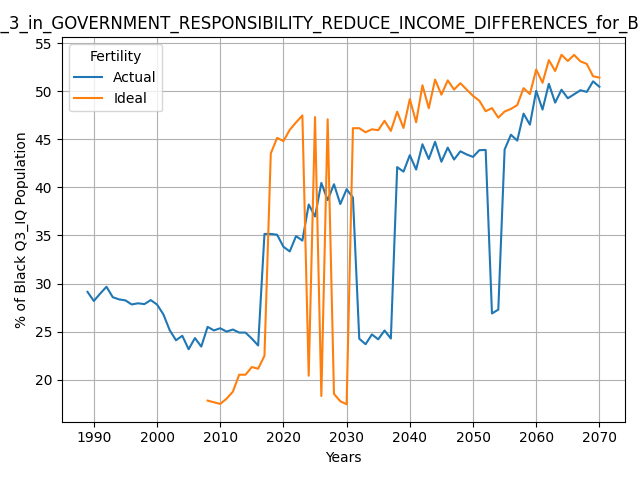 _3_in_GOVERNMENT_RESPONSIBILITY_REDUCE_INCOME_DIFFERENCES_for_B
Fertility
Actual
Ideal
% of Black Q3_IQ Population
55
50
45
40
35
30
25
20
1990 2000 2010 2020 2030 2040 2050 2060 2070
Years